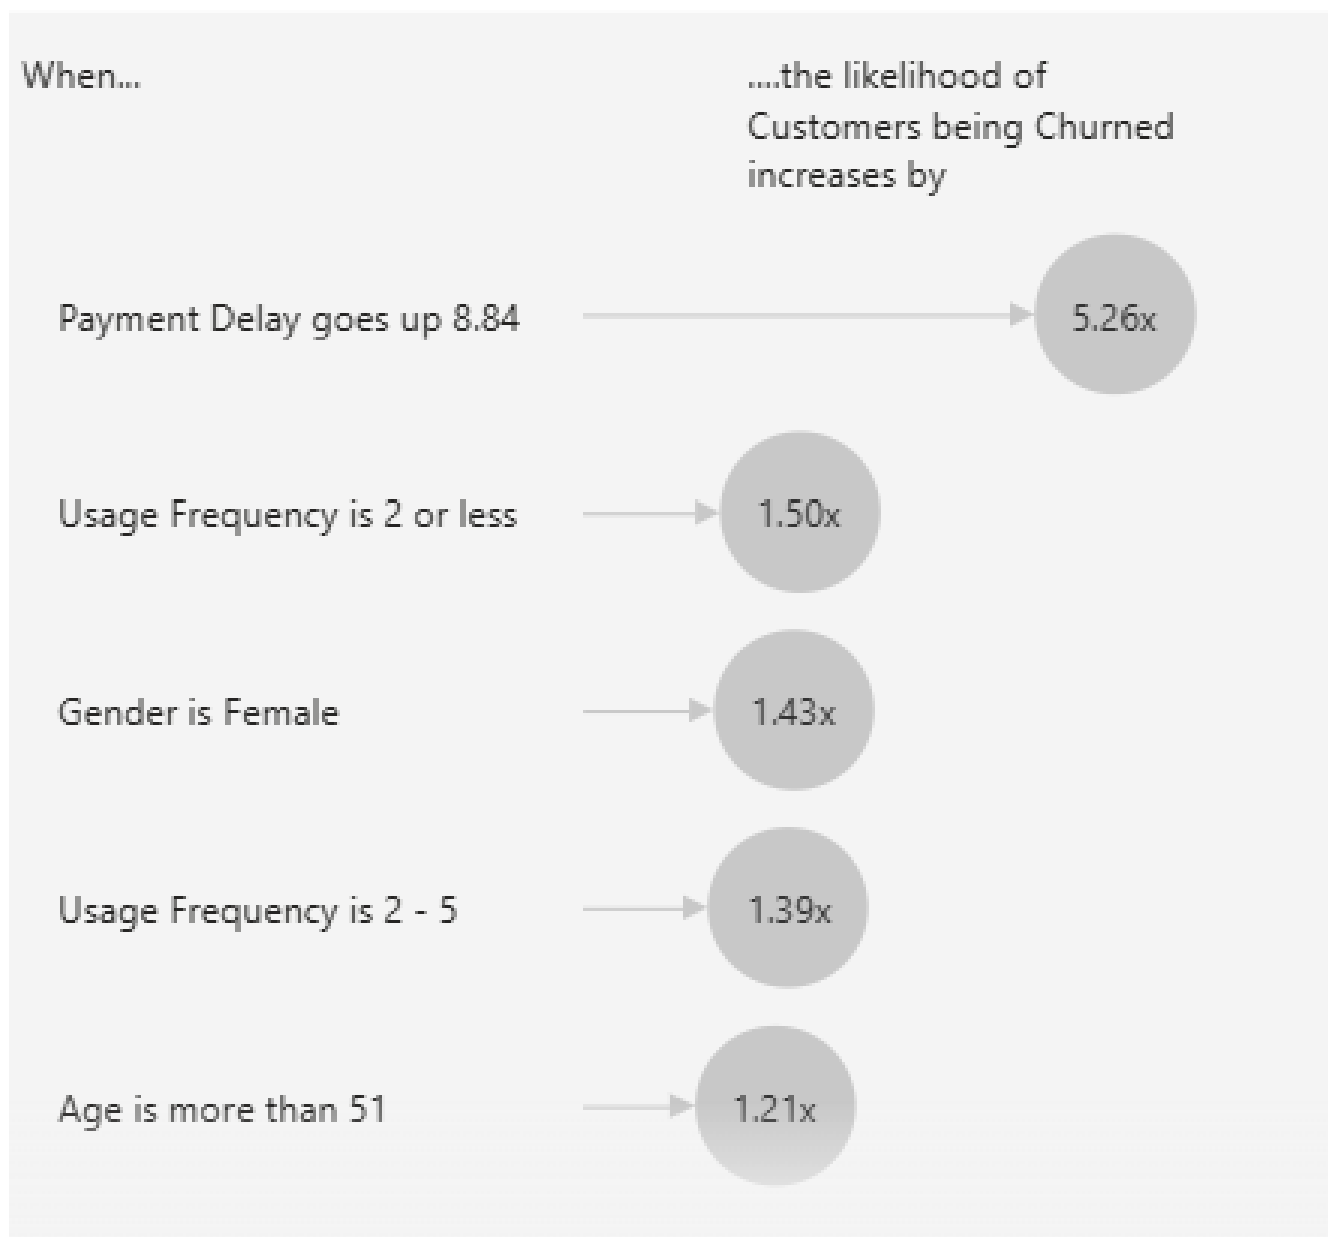 When...
....the likelihood of
Customers being Churned
increases by
Payment Delay goes up 8.84
5.26x
Usage Frequency is 2 or less
1.50x
Gender is Female
1.43x
Usage Frequency is 2 - 5
1.39x
Age is more than 51
1.21x